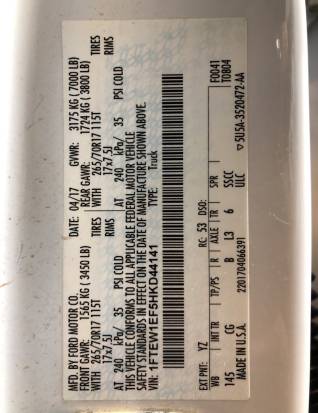 MFD. BY FORD MOTOR CO.
DATE: 04/17 GVWR: 3175 KG ( 7000 LB)
FRONT GAWR: 1565 KG ( 3450 LB) REAR GAWR: 1724 KG ( 3800 LB)
WITH 265/70R17 115T TIRES WITH 265/70R17 115T TIRES
17x7.5J RIMS 17x7.5J RIMS
AT 240 kPa/ 35 PSI COLD AT 240 kPa/ 35 PSI COLD
THIS VEHICLE CONFORMS TO ALL APPLICABLE FEDERAL MOTOR VEHICLE
SAFETY STANDARDS IN EFFECT ON THE DATE OF MANUFACTURE SHOWN ABOVE.
VIN: 1FTEW1EF5HKD44141 TYPE: Truck
F0041
T0804
EXT PNT: YZ RC: 53 DSO:
WB INT TR TP/PS R AXLE TR SPR
145 CG B L3 6 SSCC
MADE IN U.S.A. 2201704066391 ULC
▽5U5A-3520472-AA